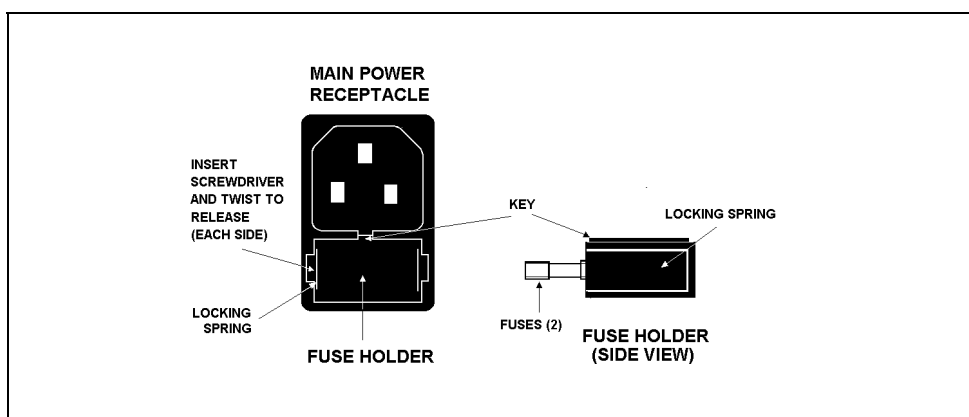 MAIN POWER
RECEPTACLE
INSERT
SCREWDRIVER
AND TWIST TO
RELEASE
(EACH SIDE)
LOCKING
SPRING
FUSE HOLDER
KEY
LOCKING SPRING
FUSES (2)
FUSE HOLDER
(SIDE VIEW)